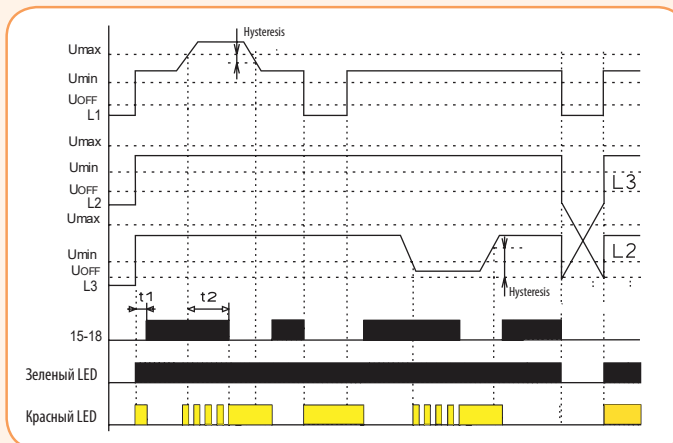 Hysteresis
Umax
Umin
UOFF
L1
Umax
Umin
UOFF
L2
L3
Umax
Umin
UOFF
L3
L2
Hysteresis
t1
t2
15-18
Зеленый LED
Красный LED